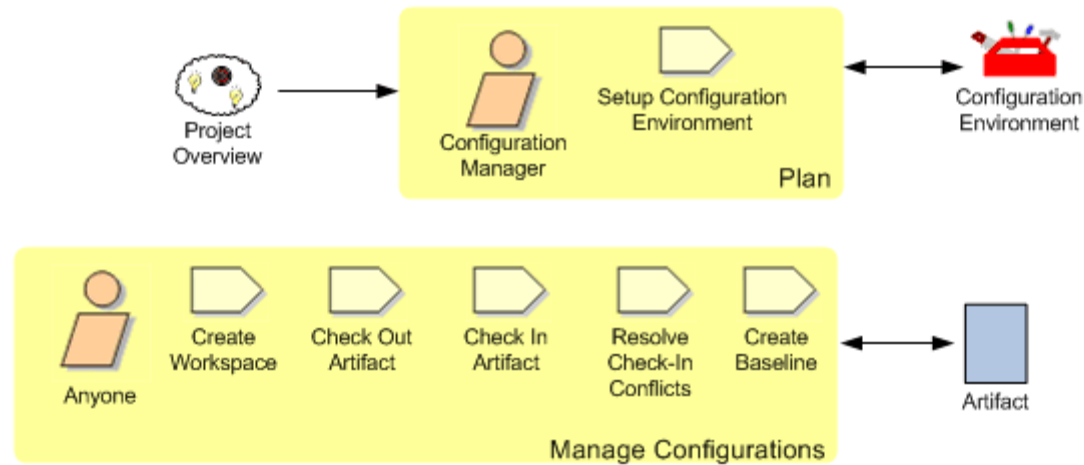 Project
Overview
Configuration
Manager
Setup Configuration
Environment
Plan
Configuration
Environment
Anyone
Create
Workspace
Check Out
Artifact
Check In
Artifact
Resolve
Check-In
Conflicts
Create
Baseline
Manage Configurations
Artifact